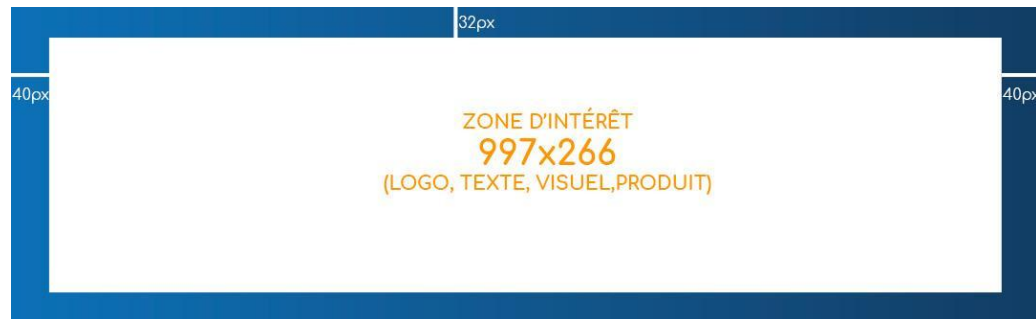 32px
40px
40px
ZONE D'INTÉRÊT
997x266
(LOGO, TEXTE, VISUEL,PRODUIT)